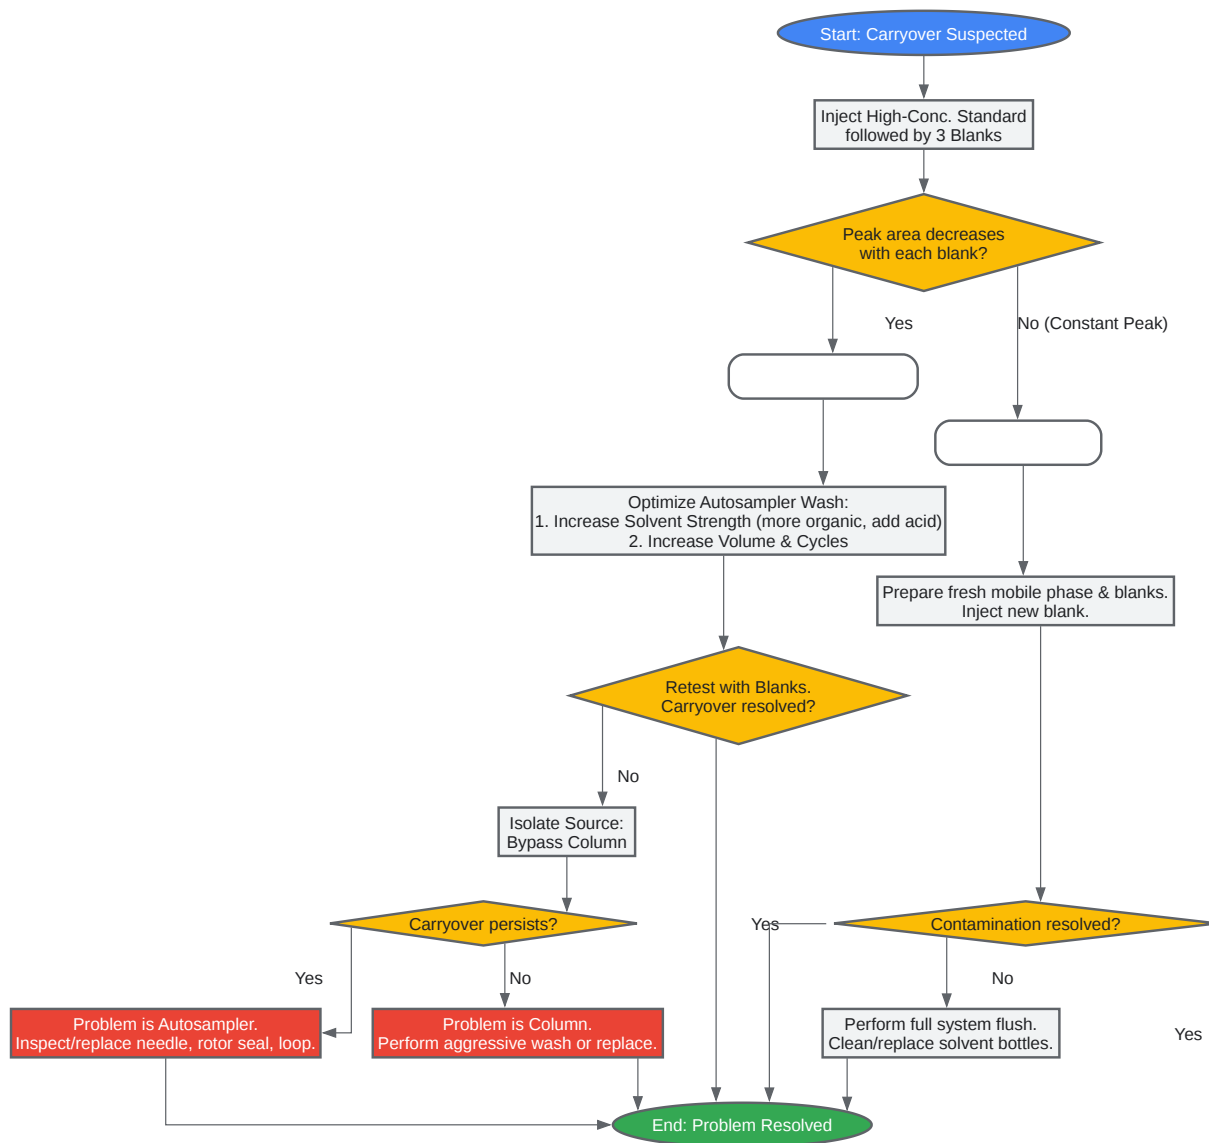 Start: Carryover Suspected
Inject High-Conc. Standard
followed by 3 Blanks
Peak area decreases
with each blank?
Yes
No (Constant Peak)
Optimize Autosampler Wash:
1. Increase Solvent Strength (more organic, add acid)
2. Increase Volume & Cycles
Prepare fresh mobile phase & blanks.
Inject new blank.
Retest with Blanks.
Carryover resolved?
No
Isolate Source:
Bypass Column
Carryover persists?
Yes
Contamination resolved?
Yes
No
No
Problem is Autosampler.
Inspect/replace needle, rotor seal, loop.
Problem is Column.
Perform aggressive wash or replace.
Perform full system flush.
Clean/replace solvent bottles.
Yes
End: Problem Resolved